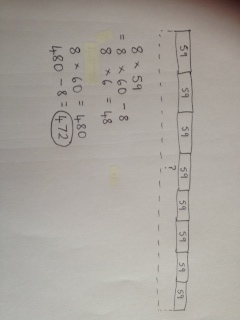 59 59 59 59 59 59 59 59
?
8 × 59
= 8 × 60 - 8
8 × 6 = 48
8 × 60 = 480
480 - 8 = 472